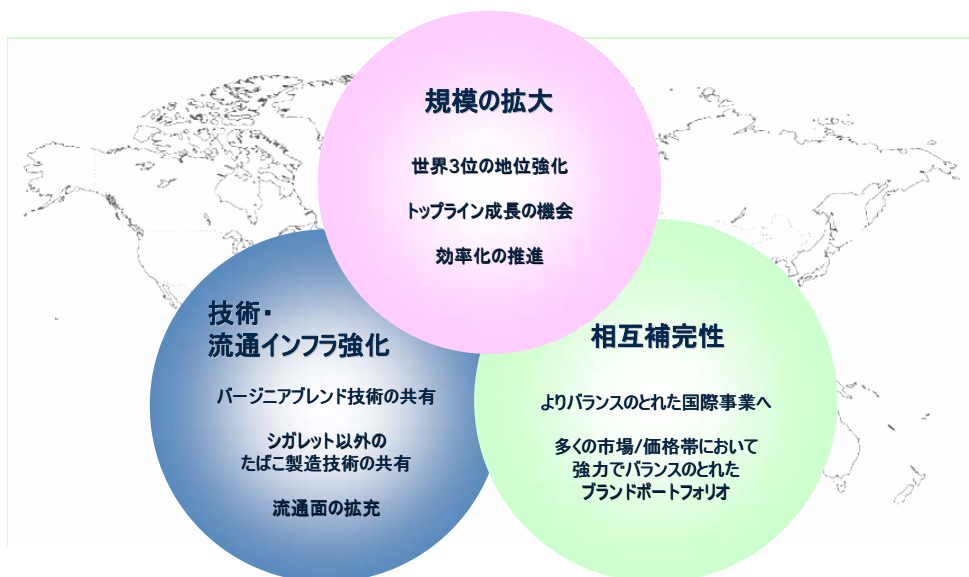 規模の拡大
世界3位の地位強化
トップライン成長の機会
効率化の推進
技術・
流通インフラ強化
バージニアブレンド技術の共有
シガレット以外の
たばこ製造技術の共有
流通面の拡充
相互補完性
よりバランスのとれた国際事業へ
多くの市場/価格帯において
強力でバランスのとれた
ブランドポートフォリオ